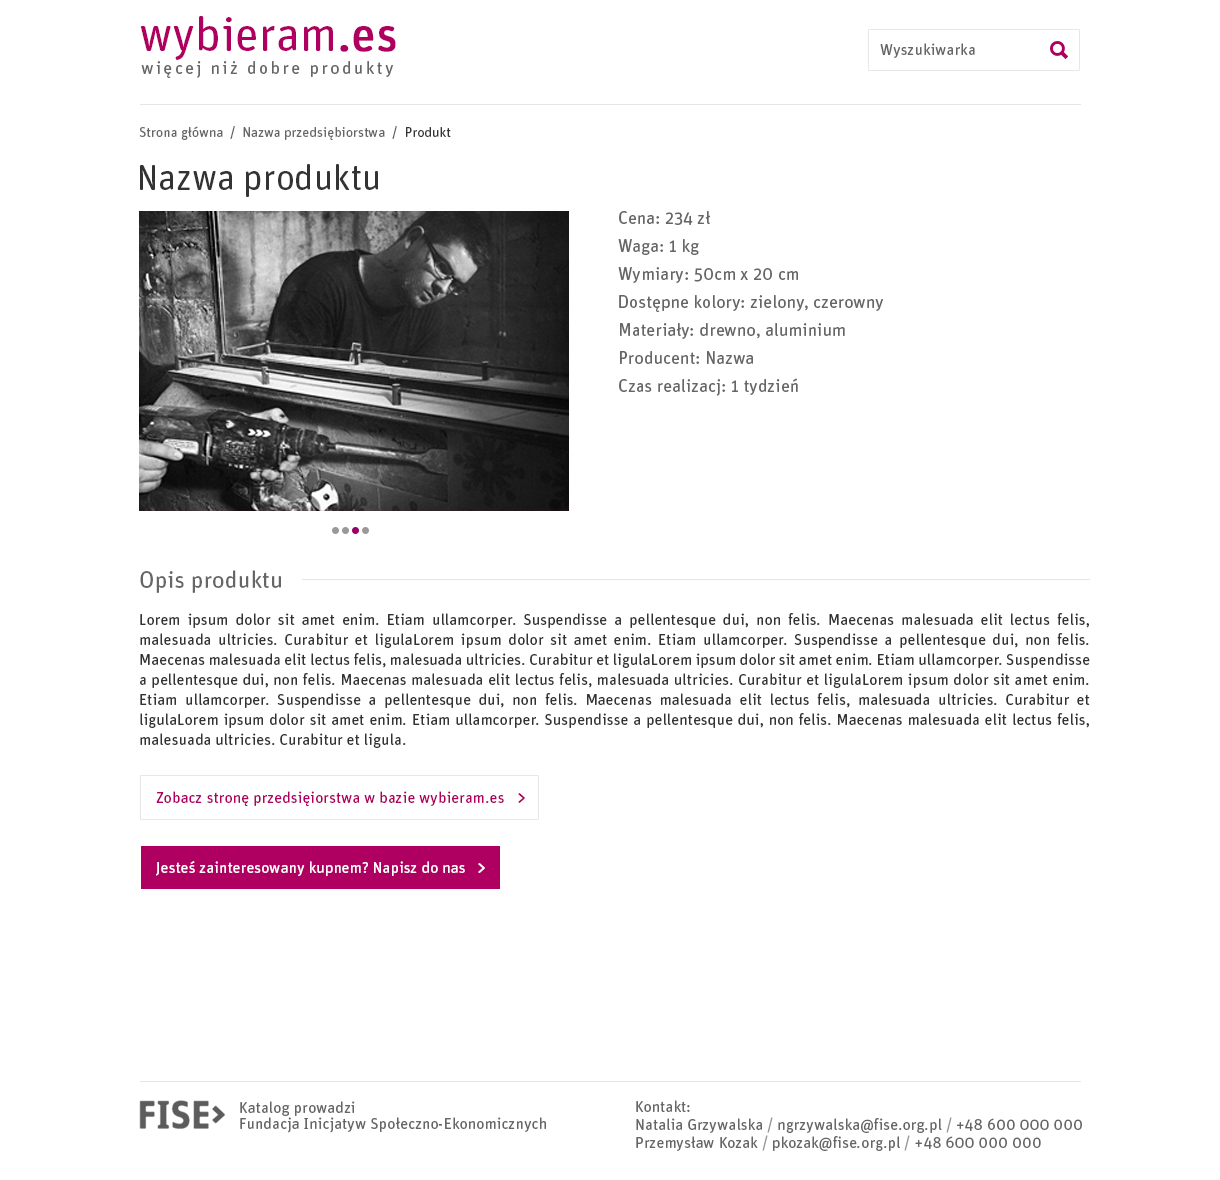 wybieram.es
więcej niż dobre produkty
Wyszukiwarka
Strona główna / Nazwa przedsiębiorstwa / Produkt
Nazwa produktu
Cena: 234 zł
Waga: 1 kg
Wymiary: 50cm x 20 cm
Dostępne kolory: zielony, czerowny
Materiały: drewno, aluminium
Producent: Nazwa
Czas realizacj: 1 tydzień
Opis produktu
Lorem ipsum dolor sit amet enim. Etiam ullamcorper. Suspendisse a pellentesque dui, non felis. Maecenas malesuada elit lectus felis,
malesuada ultricies. Curabitur et ligulaLorem ipsum dolor sit amet enim. Etiam ullamcorper. Suspendisse a pellentesque dui, non felis.
Maecenas malesuada elit lectus felis, malesuada ultricies. Curabitur et ligulaLorem ipsum dolor sit amet enim. Etiam ullamcorper. Suspendisse
a pellentesque dui, non felis. Maecenas malesuada elit lectus felis, malesuada ultricies. Curabitur et ligulaLorem ipsum dolor sit amet enim.
Etiam ullamcorper. Suspendisse a pellentesque dui, non felis. Maecenas malesuada elit lectus felis, malesuada ultricies. Curabitur et
ligulaLorem ipsum dolor sit amet enim. Etiam ullamcorper. Suspendisse a pellentesque dui, non felis. Maecenas malesuada elit lectus felis,
malesuada ultricies. Curabitur et ligula.
Zobacz stronę przedsięiorstwa w bazie wybieram.es >
Jesteś zainteresowany kupnem? Napisz do nas >
FISE>
Katalog prowadzi
Fundacja Inicjatyw Społeczno-Ekonomicznych
Kontakt:
Natalia Grzywalska / ngrzywalska@fise.org.pl / +48 600 000 000
Przemysław Kozak / pkozak@fise.org.pl / +48 600 000 000